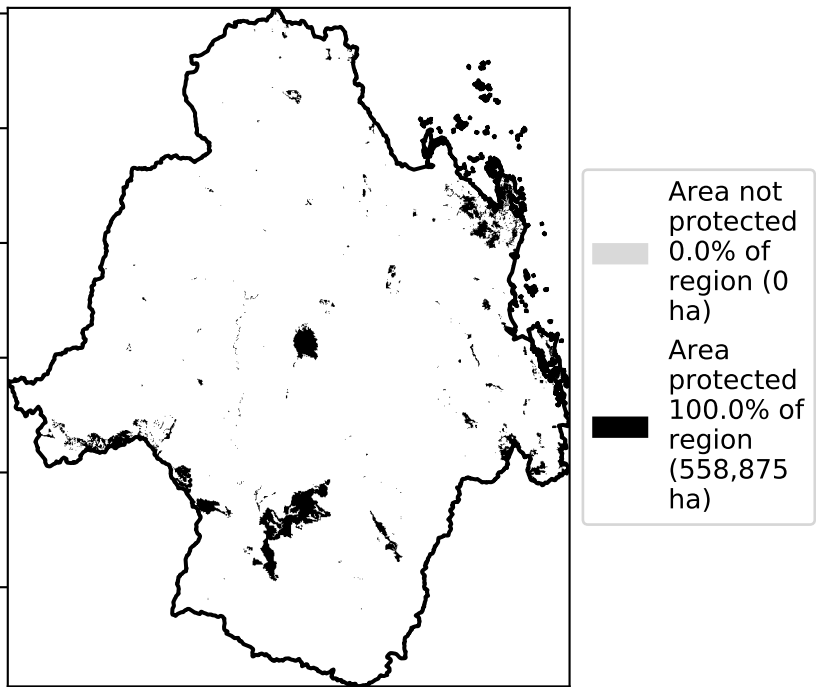 Area not
protected
0.0% of
region (0
ha)
Area
protected
100.0% of
region
(558,875
ha)